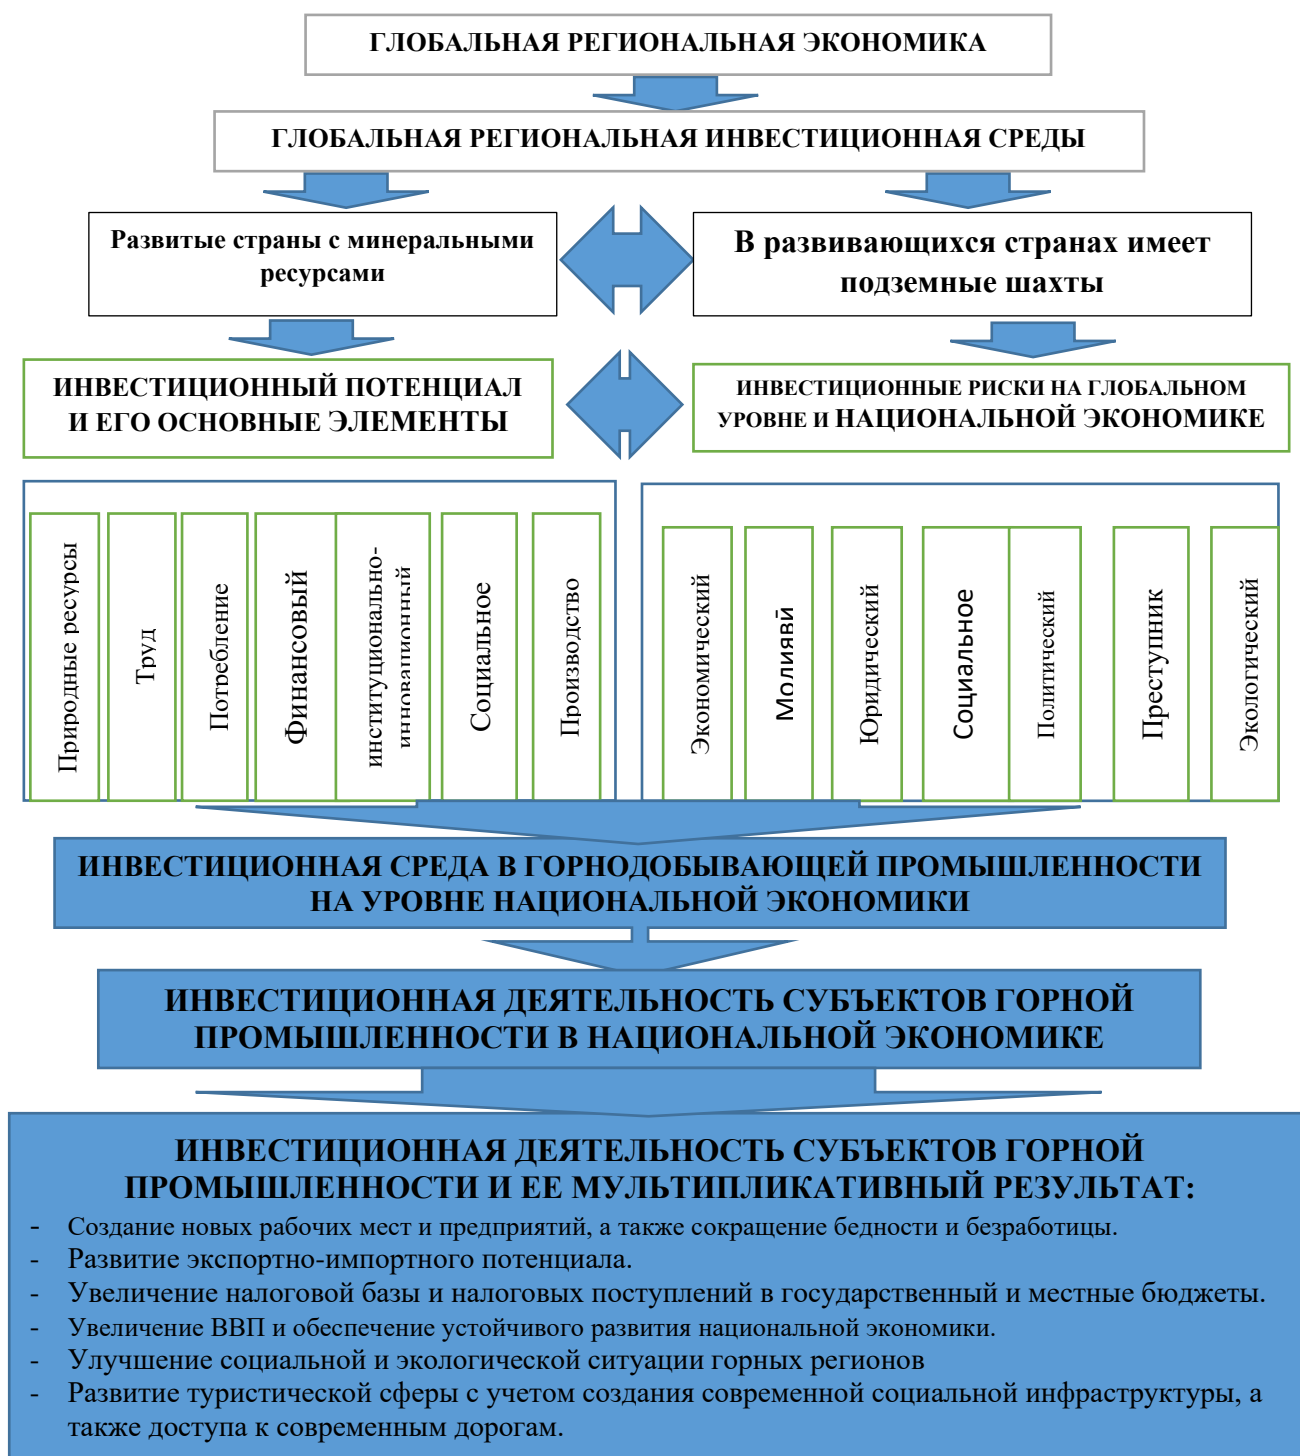 ГЛОБАЛЬНАЯ РЕГИОНАЛЬНАЯ ЭКОНОМИКА
ГЛОБАЛЬНАЯ РЕГИОНАЛЬНАЯ ИНВЕСТИЦИОННАЯ СРЕДЫ
Развитые страны с минеральными
ресурсами
В развивающихся странах имеет
подземные шахты
ИНВЕСТИЦИОННЫЙ ПОТЕНЦИАЛ
И ЕГО ОСНОВНЫЕ ЭЛЕМЕНТЫ
ИНВЕСТИЦИОННЫЕ РИСКИ НА ГЛОБАЛЬНОМ
УРОВНЕ И НАЦИОНАЛЬНОЙ ЭКОНОМИКЕ
Природные ресурсы
Труд
Потребление
Финансовый
институционально-
инновационный
Социальное
Производство
Экономический
Молиявӣ
Юридический
Социальное
Политический
Преступник
Экологический
ИНВЕСТИЦИОННАЯ СРЕДА В ГОРНОДОБЫВАЮЩЕЙ ПРОМЫШЛЕННОСТИ
НА УРОВНЕ НАЦИОНАЛЬНОЙ ЭКОНОМИКИ
ИНВЕСТИЦИОННАЯ ДЕЯТЕЛЬНОСТЬ СУБЪЕКТОВ ГОРНОЙ
ПРОМЫШЛЕННОСТИ В НАЦИОНАЛЬНОЙ ЭКОНОМИКЕ
ИНВЕСТИЦИОННАЯ ДЕЯТЕЛЬНОСТЬ СУБЪЕКТОВ ГОРНОЙ
ПРОМЫШЛЕННОСТИ И ЕЕ МУЛЬТИПЛИКАТИВНЫЙ РЕЗУЛЬТАТ:
- Создание новых рабочих мест и предприятий, а также сокращение бедности и безработицы.
- Развитие экспортно-импортного потенциала.
- Увеличение налоговой базы и налоговых поступлений в государственный и местные бюджеты.
- Увеличение ВВП и обеспечение устойчивого развития национальной экономики.
- Улучшение социальной и экологической ситуации горных регионов
- Развитие туристической сферы с учетом создания современной социальной инфраструктуры, а
также доступа к современным дорогам.